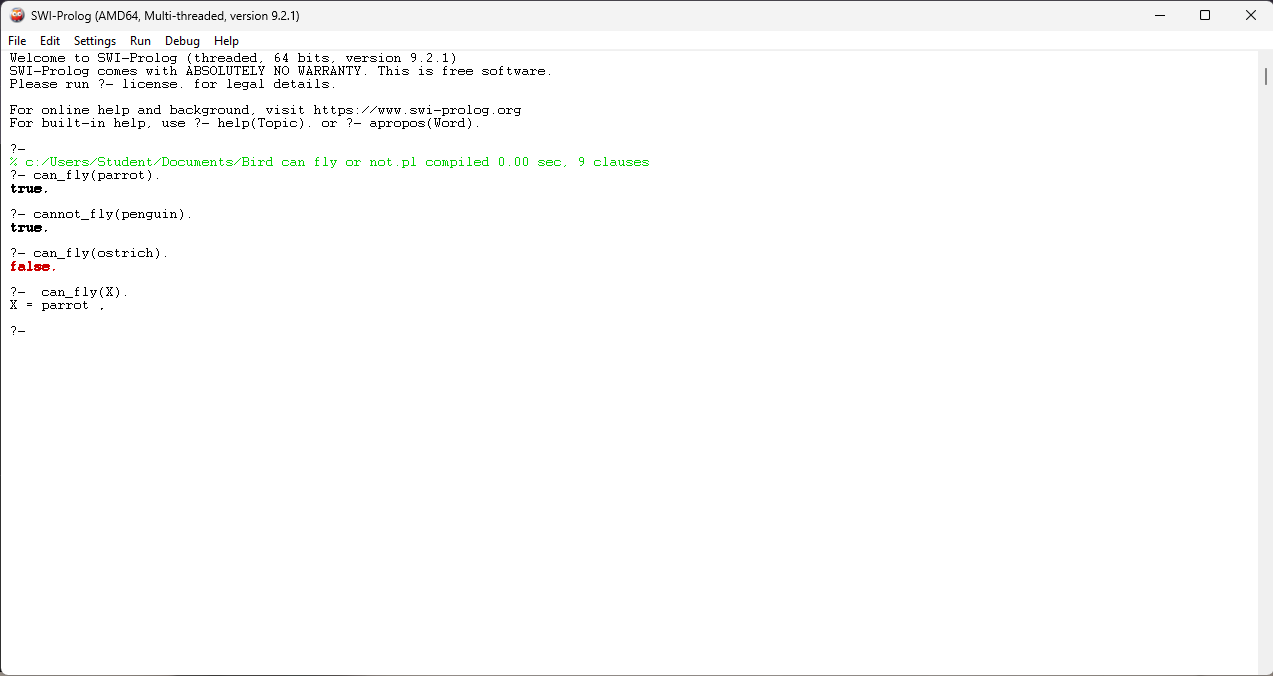 SWI-Prolog (AMD64, Multi-threaded, version 9.2.1)
File Edit Settings Run Debug Help
Welcome to SWI-Prolog (threaded, 64 bits, version 9.2.1)
SWI-Prolog comes with ABSOLUTELY NO WARRANTY. This is free software.
Please run ?- license. for legal details.
For online help and background, visit https://www.swi-prolog.org
For built-in help, use ?- help(Topic). or ?- apropos(Word).
?-
% c:/Users/Student/Documents/Bird can fly or not.pl compiled 0.00 sec, 9 clauses
?- can_fly(parrot).
true.
?- cannot_fly(penguin).
true.
?- can_fly(ostrich).
false.
?-  can_fly(X).
X = parrot .
?-